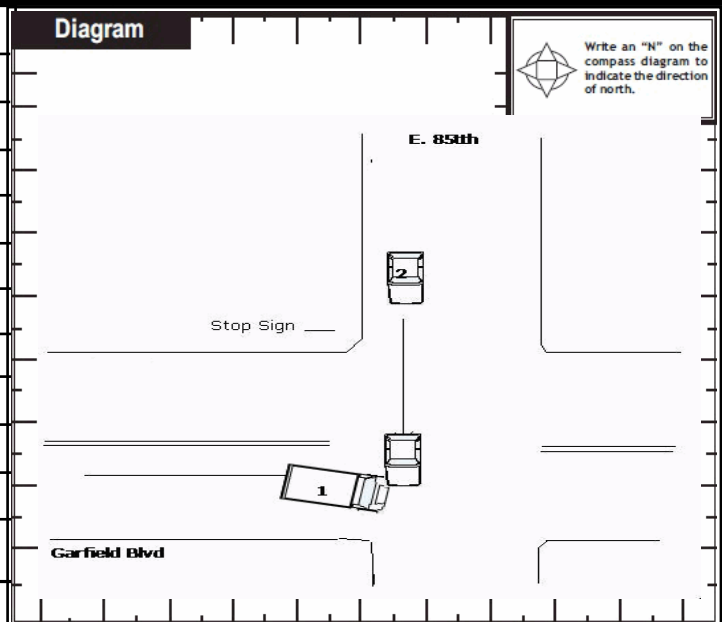 Diagram
Write an “N” on the
compass diagram to
indicate the direction
of north.
E. 85tth
2
Stop Sign
1
Garfield Blvd